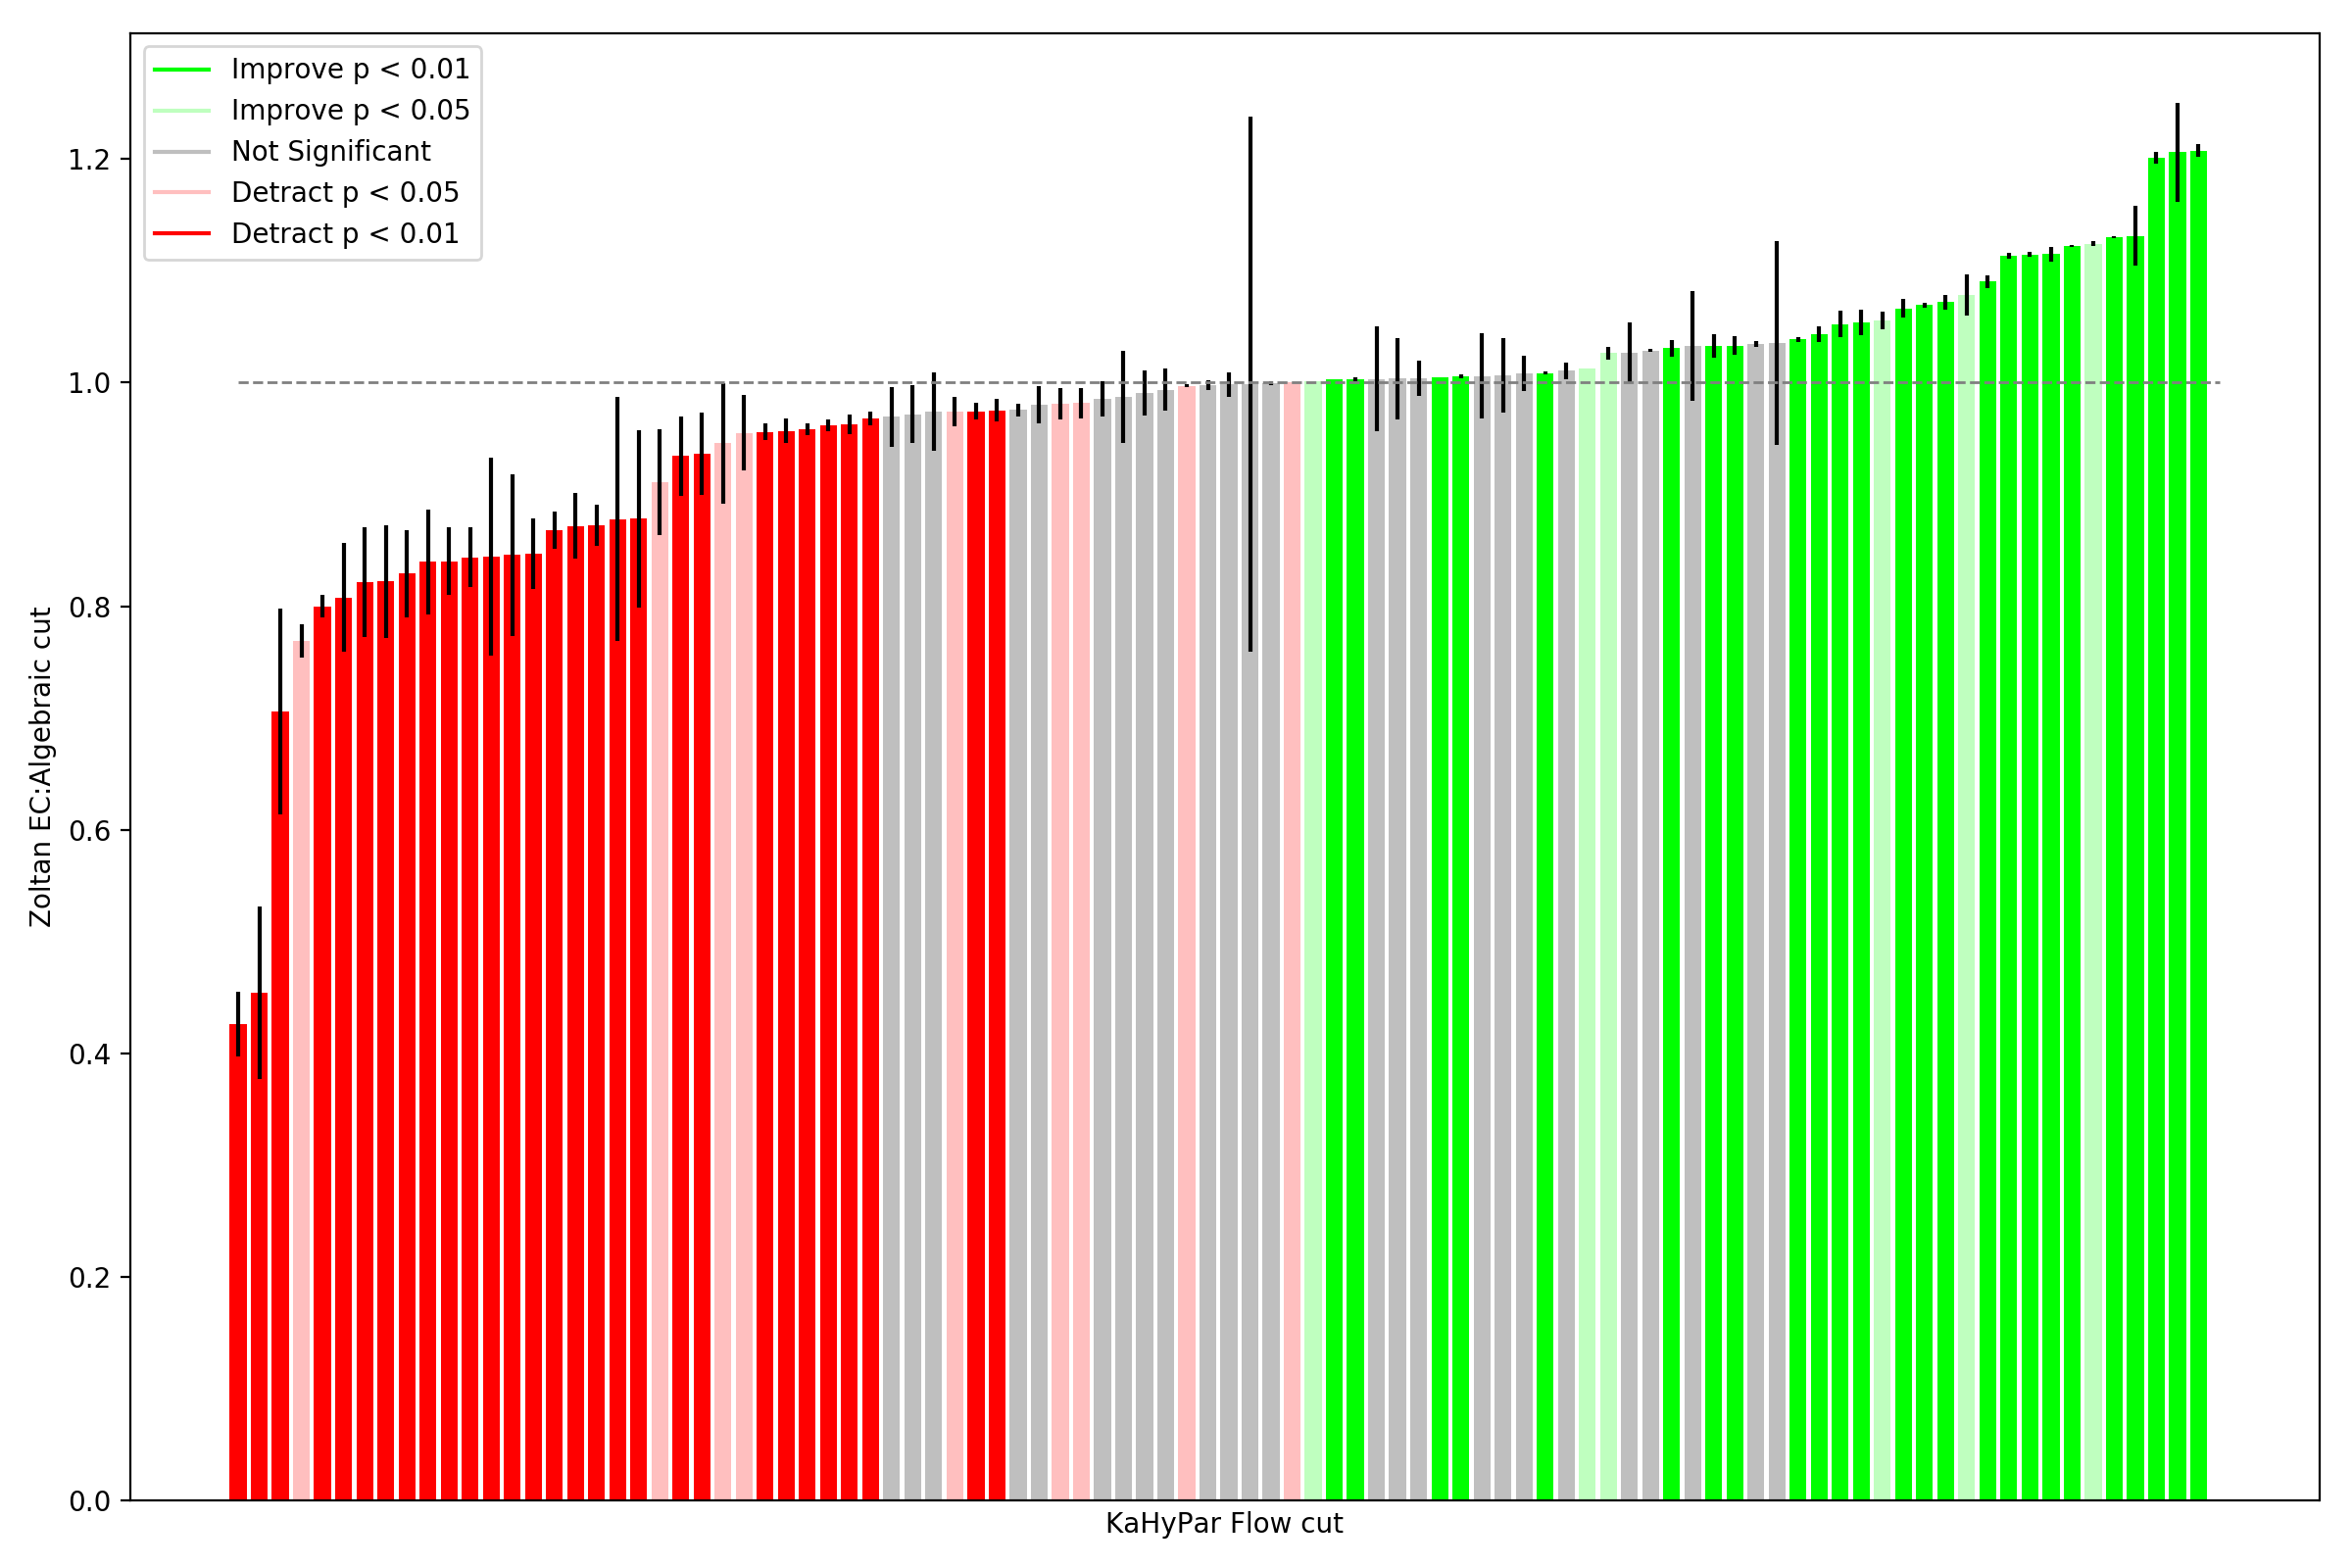 Improve p < 0.01
Improve p < 0.05
Not Significant
Detract p < 0.05
Detract p < 0.01
1.2
1.0
0.8
0.6
0.4
0.2
0.0
Zoltan EC:Algebraic cut
KaHyPar Flow cut